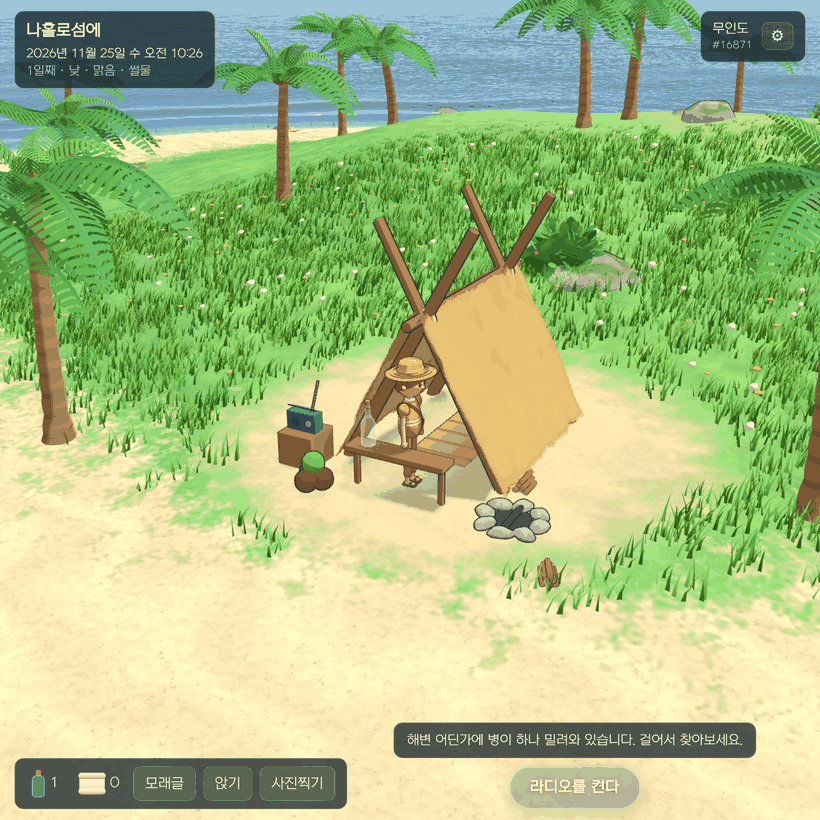 나홀로섬에
2026년 11월 25일 수 오전 10:26
1일째 · 낮 · 맑음 · 썰물
무인도
#16871
해변 어딘가에 병이 하나 밀려와 있습니다. 걸어서 찾아보세요.
1
0
모래글
앉기
사진찍기
라디오를 켠다